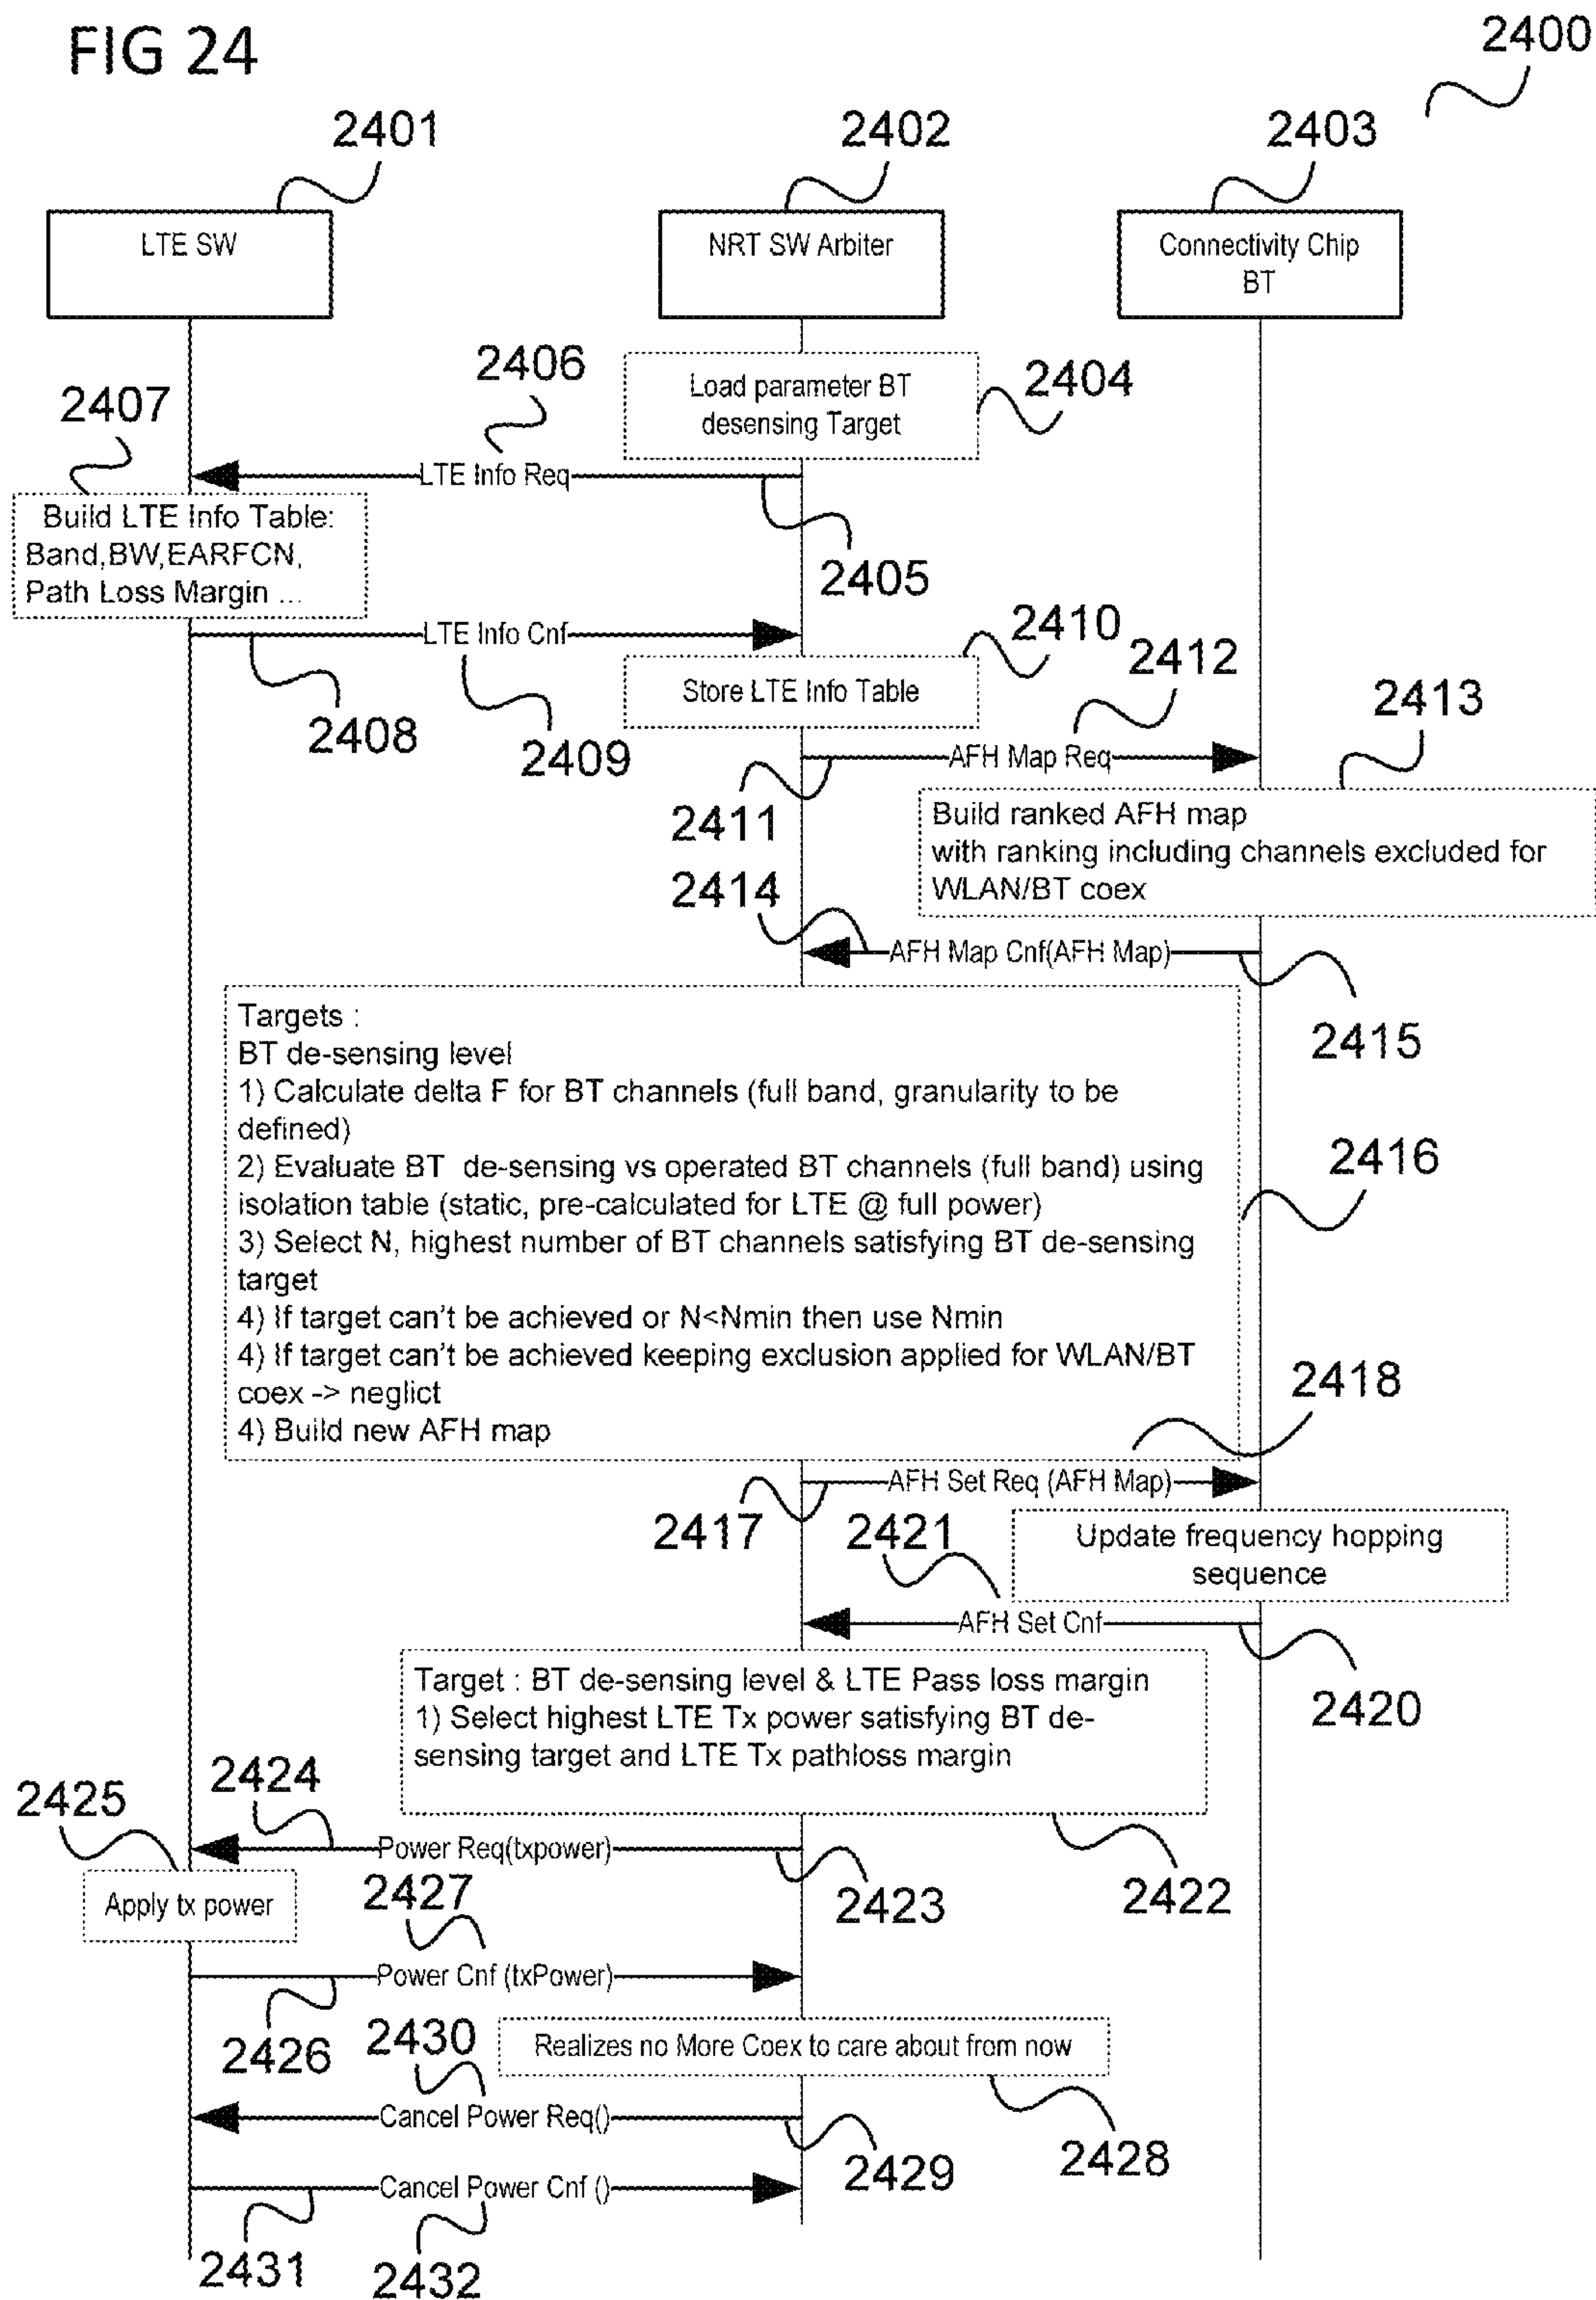 FIG 24
2400
2401
2402
2403
LTE SW
NRT SW Arbiter
Connectivity Chip
BT
2406
2404
Load parameter BT
desensing Target
2407
LTE Info Req
Build LTE Info Table:
Band,BW,EARFCN,
Path Loss Margin ...
2405
LTE Info Cnf
2410
2412
Store LTE Info Table
2408
2409
2413
AFH Map Req
2411
Build ranked AFH map
with ranking including channels excluded for
WLAN/BT coex
2414
AFH Map Cnf(AFH Map)
2415
Targets :
BT de-sensing level
1) Calculate delta F for BT channels (full band, granularity to be
defined)
2) Evaluate BT de-sensing vs operated BT channels (full band) using
isolation table (static, pre-calculated for LTE @ full power)
3) Select N, highest number of BT channels satisfying BT de-sensing
target
4) If target can't be achieved or N<Nmin then use Nmin
4) If target can't be achieved keeping exclusion applied for WLAN/BT
coex -> neglict
4) Build new AFH map
2416
2418
AFH Set Req (AFH Map)
2417
2421
Update frequency hopping
sequence
AFH Set Cnf
2420
Target : BT de-sensing level & LTE Pass loss margin
1) Select highest LTE Tx power satisfying BT de-
sensing target and LTE Tx pathloss margin
2424
2425
Power Req(txpower)
2422
2423
Apply tx power
2427
Power Cnf (txPower)
2426
2430
Realizes no More Coex to care about from now
Cancel Power Req()
2429
2428
Cancel Power Cnf ()
2431
2432